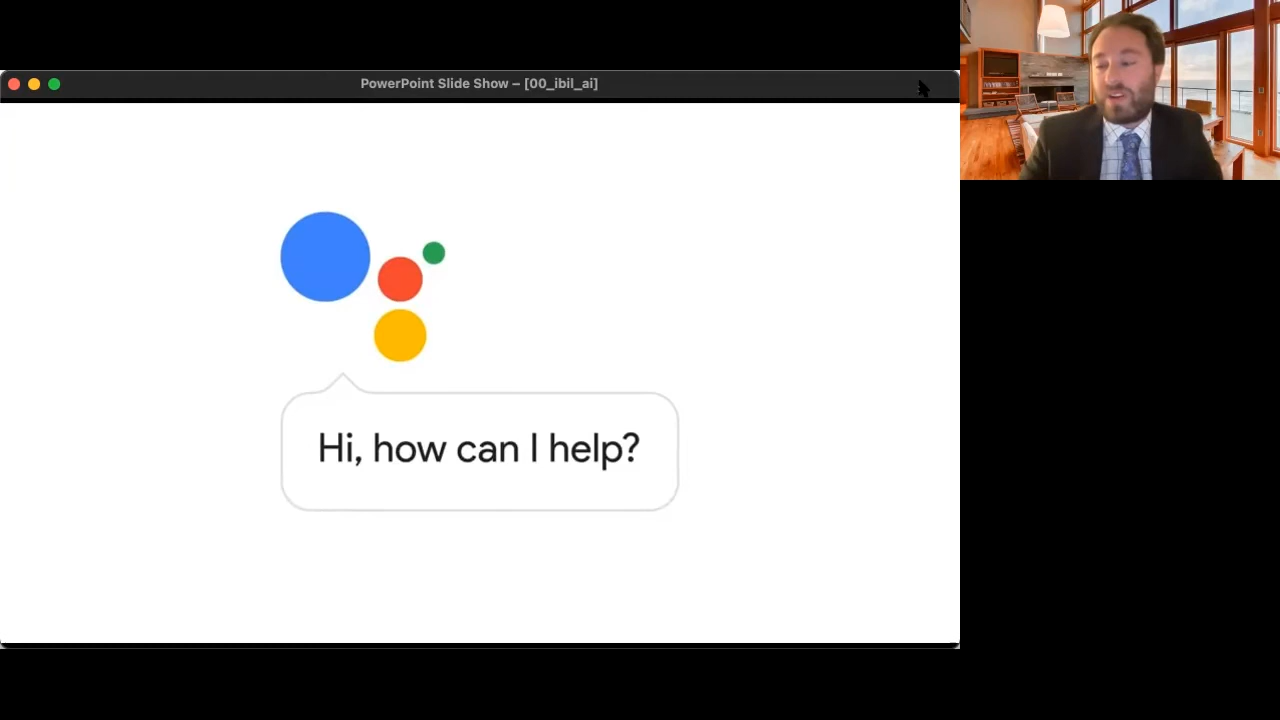 PowerPoint Slide Show – [00_ibil_ai]
Hi, how can I help?